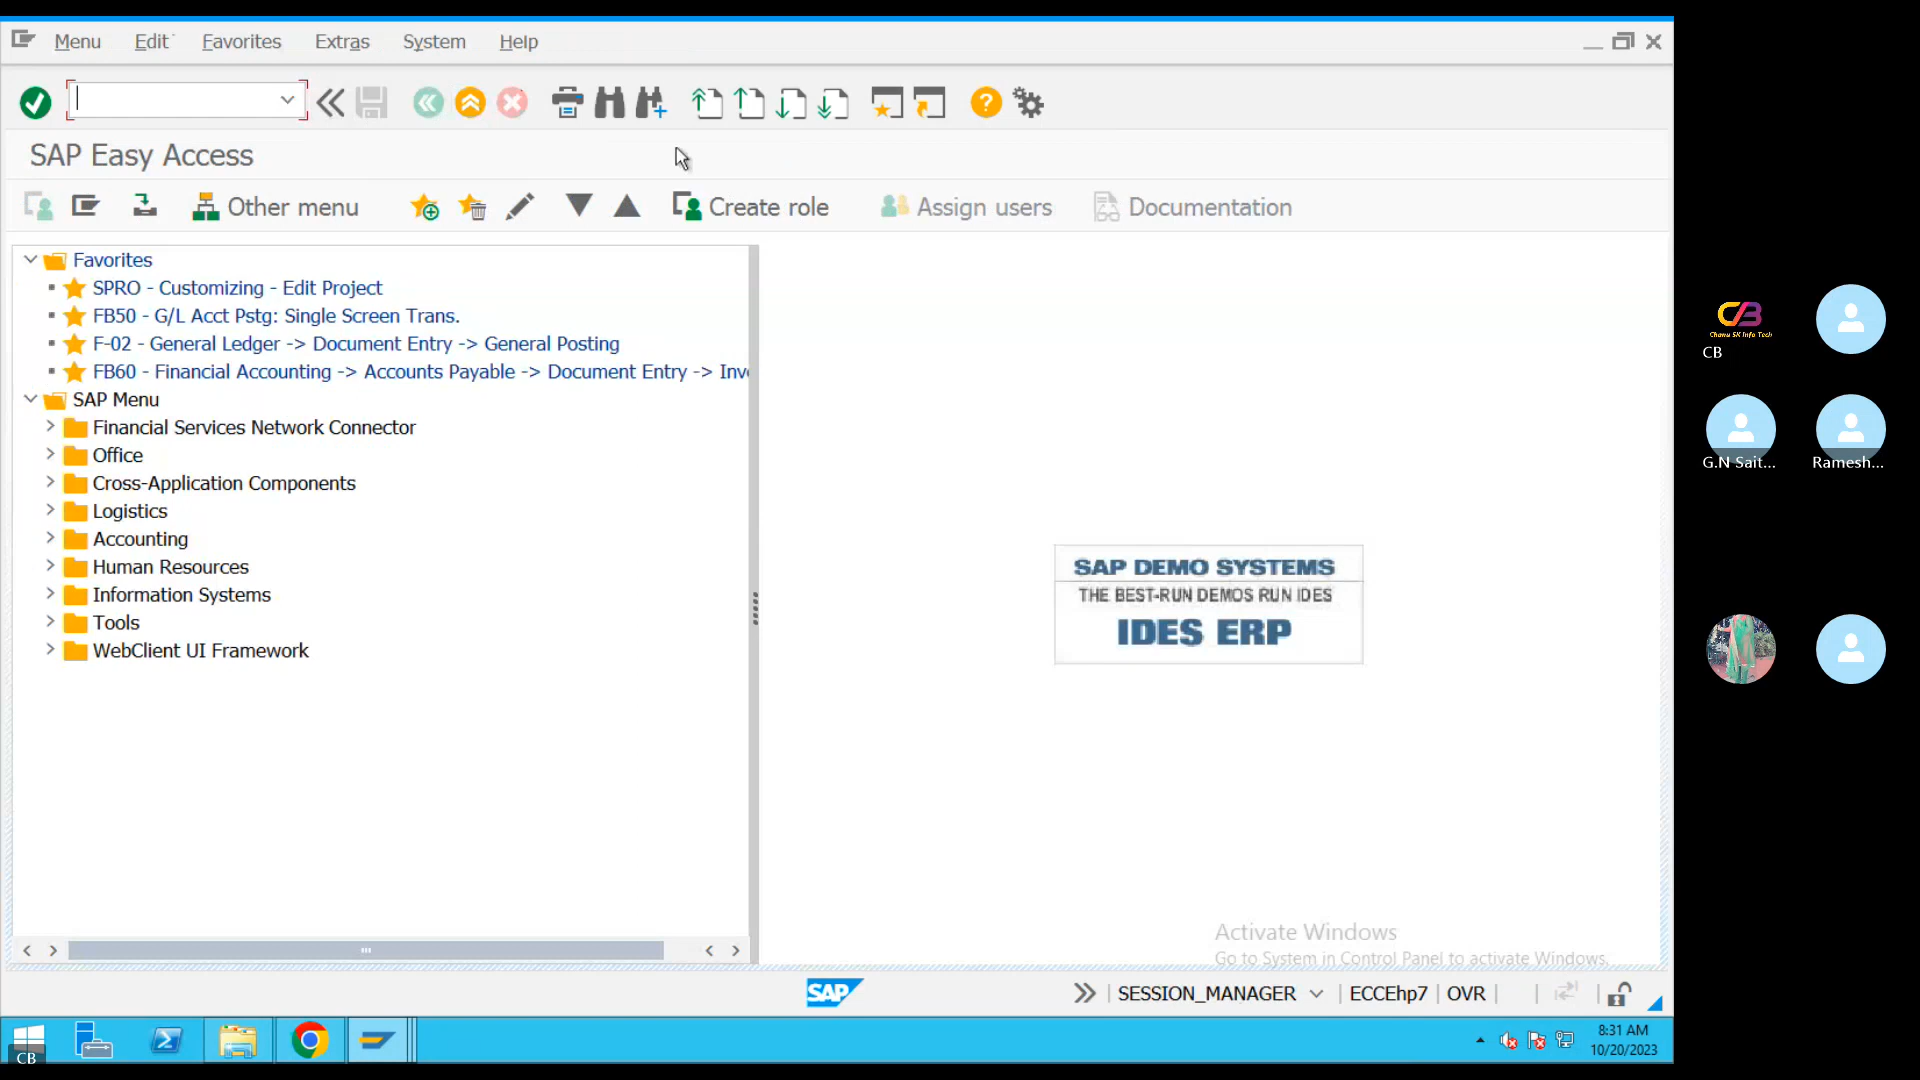 Menu Edit Favorites Extras System Help
SAP Easy Access
Other menu Create role Assign users Documentation
Favorites
SPRO - Customizing - Edit Project
FB50 - G/L Acct Pstg: Single Screen Trans.
F-02 - General Ledger -> Document Entry -> General Posting
FB60 - Financial Accounting -> Accounts Payable -> Document Entry -> Inv
SAP Menu
Financial Services Network Connector
Office
Cross-Application Components
Logistics
Accounting
Human Resources
Information Systems
Tools
WebClient UI Framework
SAP DEMO SYSTEMS
THE BEST-RUN DEMOS RUN IDES
IDES ERP
Activate Windows
Go to System in Control Panel to activate Windows.
SAP SESSION_MANAGER ECCEhp7 OVR
8:31 AM
10/20/2023
CB
CB
Chawu SK Info Tech
CB
G.N Sait... Ramesh...